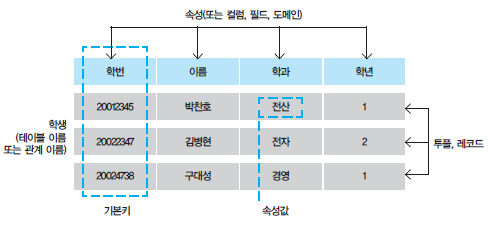 속성(또는 컬럼, 필드, 도메인)
학번 이름 학과 학년
20012345 박찬호 전산 1
20022347 김병현 전자 2
20024738 구대성 경영 1
학생
(테이블 이름
또는 관계 이름)
투플, 레코드
기본키
속성값